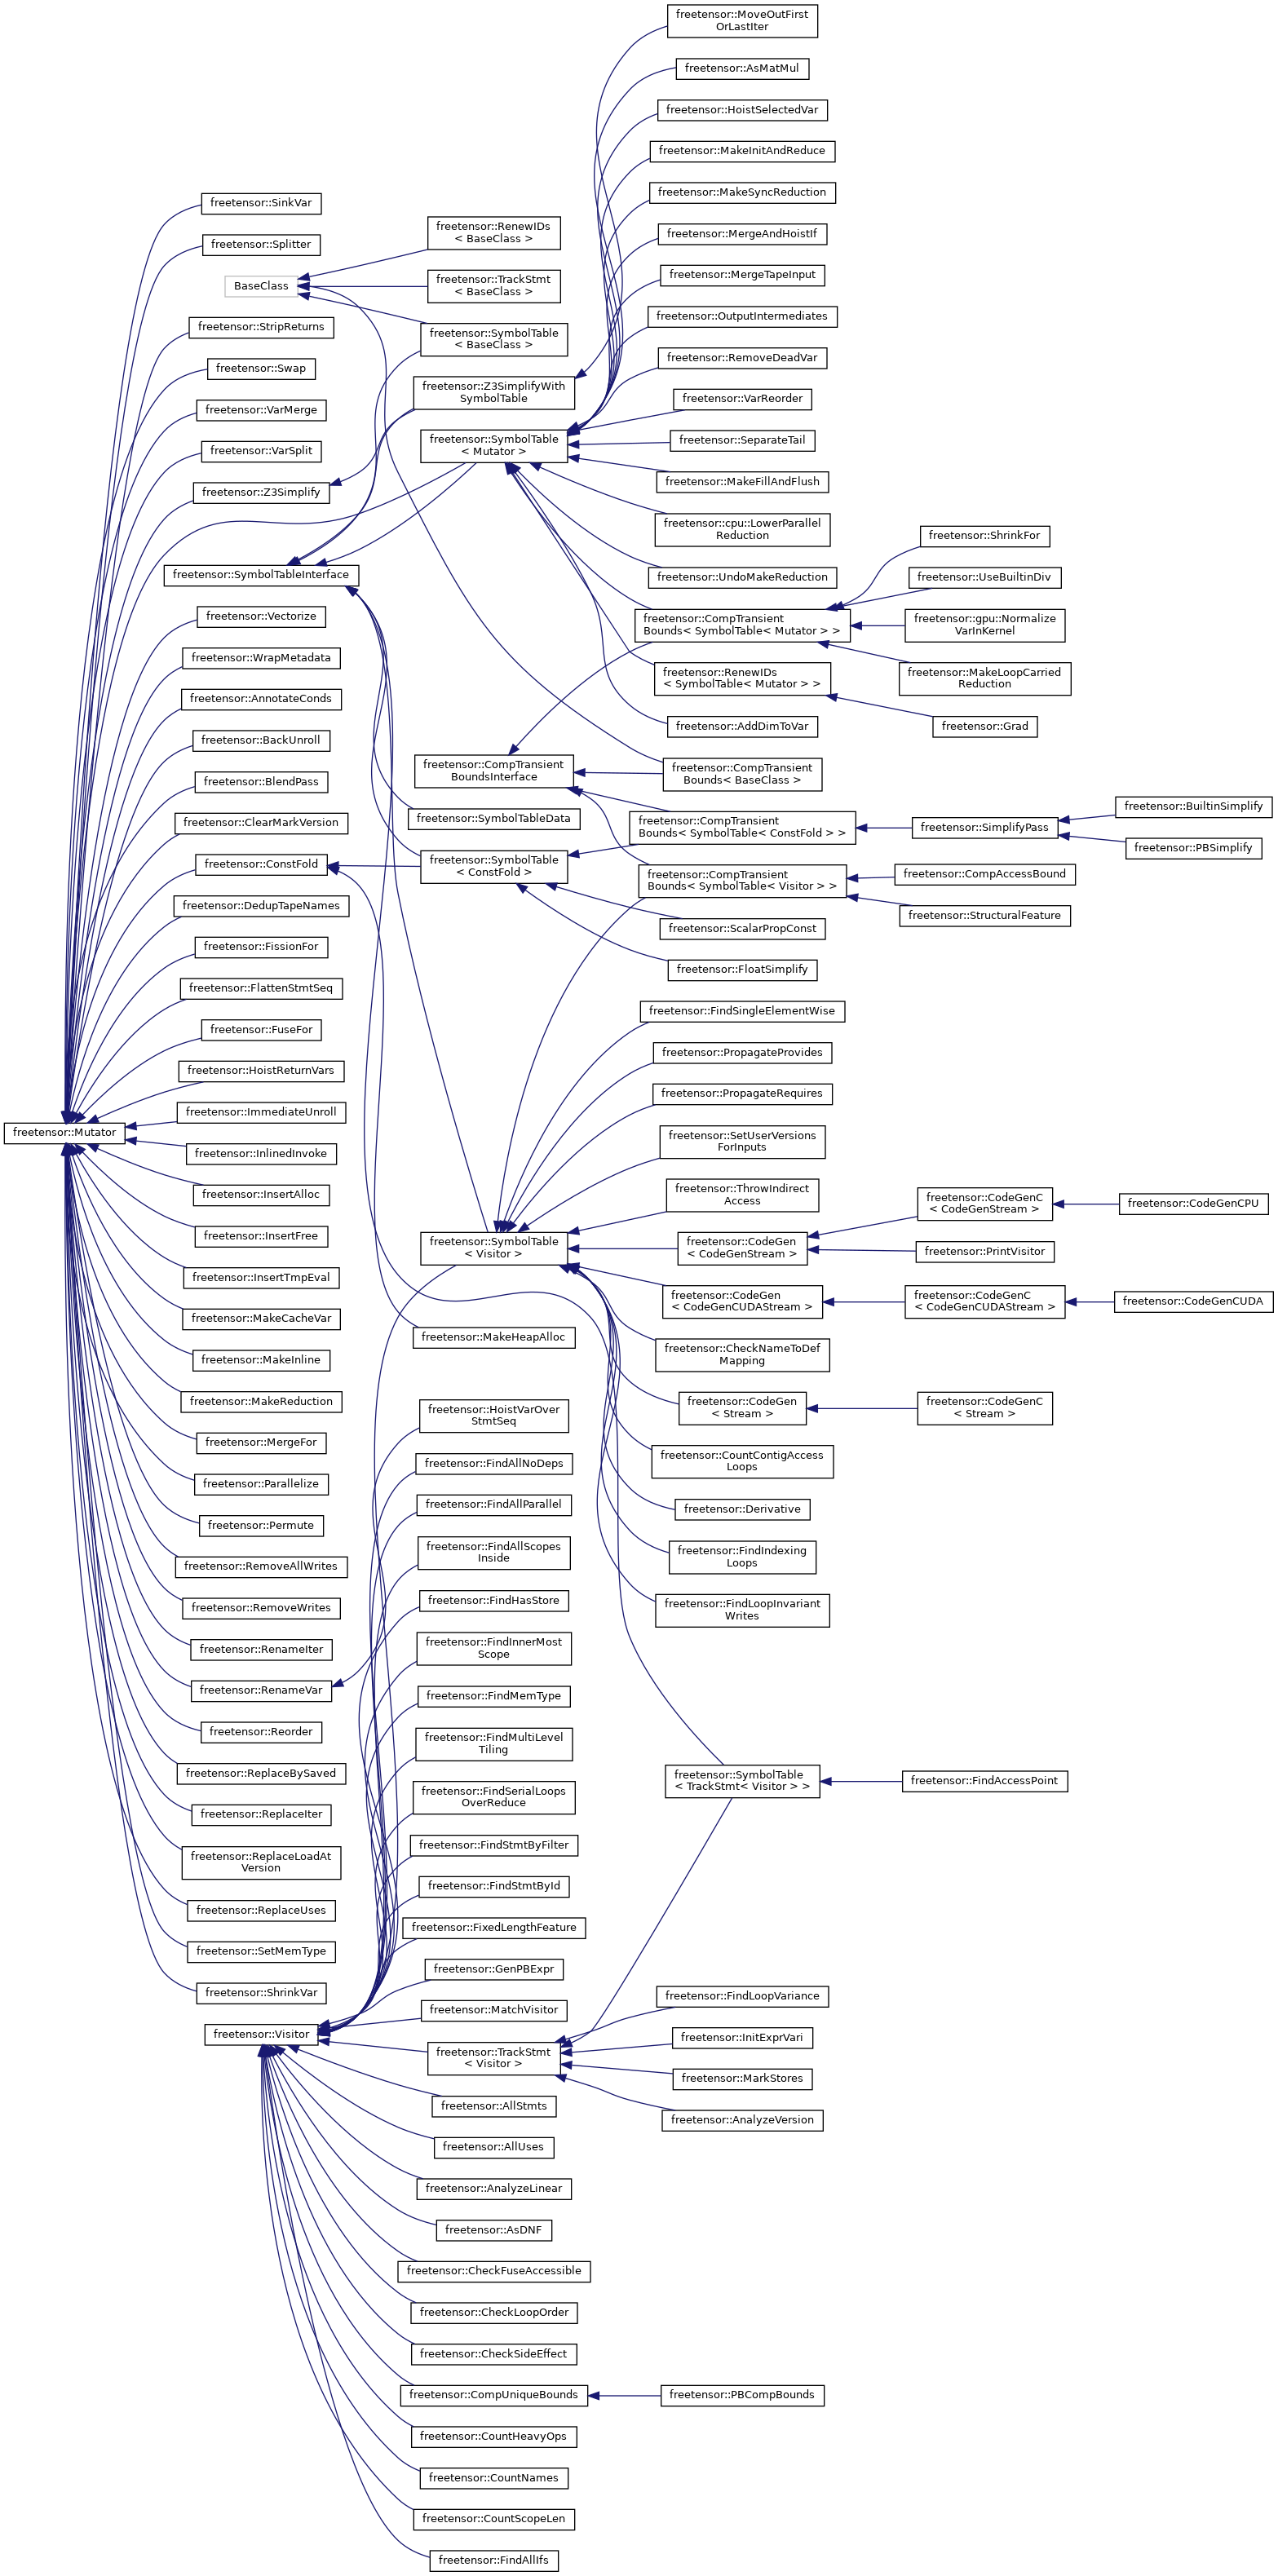 freetensor::MoveOutFirst
OrLastIter
freetensor::AsMatMul
freetensor::HoistSelectedVar
freetensor::MakeInitAndReduce
freetensor::MakeSyncReduction
freetensor::MergeAndHoistIf
freetensor::MergeTapeInput
freetensor::OutputIntermediates
freetensor::RemoveDeadVar
freetensor::VarReorder
freetensor::SeparateTail
freetensor::MakeFillAndFlush
freetensor::cpu::LowerParallel
Reduction
freetensor::UndoMakeReduction
freetensor::CompTransient
Bounds< SymbolTable< Mutator > >
freetensor::RenewIDs
< SymbolTable< Mutator > >
freetensor::AddDimToVar
freetensor::CompTransient
Bounds< BaseClass >
freetensor::CompTransient
Bounds< SymbolTable< ConstFold > >
freetensor::CompTransient
Bounds< SymbolTable< Visitor > >
freetensor::ScalarPropConst
freetensor::FloatSimplify
freetensor::FindSingleElementWise
freetensor::PropagateProvides
freetensor::PropagateRequires
freetensor::SetUserVersions
ForInputs
freetensor::ThrowIndirect
Access
freetensor::CodeGen
< CodeGenStream >
freetensor::CodeGen
< CodeGenCUDAStream >
freetensor::CheckNameToDef
Mapping
freetensor::CodeGen
< Stream >
freetensor::CountContigAccess
Loops
freetensor::Derivative
freetensor::FindIndexing
Loops
freetensor::FindLoopInvariant
Writes
freetensor::SymbolTable
< TrackStmt< Visitor > >
freetensor::FindLoopVariance
freetensor::InitExprVari
freetensor::MarkStores
freetensor::AnalyzeVersion
freetensor::PBCompBounds
freetensor::ShrinkFor
freetensor::UseBuiltinDiv
freetensor::gpu::Normalize
VarInKernel
freetensor::MakeLoopCarried
Reduction
freetensor::Grad
freetensor::SimplifyPass
freetensor::BuiltinSimplify
freetensor::PBSimplify
freetensor::CompAccessBound
freetensor::StructuralFeature
freetensor::CodeGenC
< CodeGenStream >
freetensor::CodeGenCPU
freetensor::PrintVisitor
freetensor::CodeGenC
< CodeGenCUDAStream >
freetensor::CodeGenCUDA
freetensor::CodeGenC
< Stream >
freetensor::FindAccessPoint
freetensor::RenewIDs
< BaseClass >
freetensor::TrackStmt
< BaseClass >
freetensor::SymbolTable
< BaseClass >
freetensor::Z3SimplifyWith
SymbolTable
freetensor::SymbolTable
< Mutator >
freetensor::CompTransient
BoundsInterface
freetensor::SymbolTableData
freetensor::SymbolTable
< ConstFold >
freetensor::SymbolTable
< Visitor >
freetensor::MakeHeapAlloc
freetensor::HoistVarOver
StmtSeq
freetensor::FindAllNoDeps
freetensor::FindAllParallel
freetensor::FindAllScopes
Inside
freetensor::FindHasStore
freetensor::FindInnerMost
Scope
freetensor::FindMemType
freetensor::FindMultiLevel
Tiling
freetensor::FindSerialLoops
OverReduce
freetensor::FindStmtByFilter
freetensor::FindStmtById
freetensor::FixedLengthFeature
freetensor::GenPBExpr
freetensor::MatchVisitor
freetensor::TrackStmt
< Visitor >
freetensor::AllStmts
freetensor::AllUses
freetensor::AnalyzeLinear
freetensor::AsDNF
freetensor::CheckFuseAccessible
freetensor::CheckLoopOrder
freetensor::CheckSideEffect
freetensor::CompUniqueBounds
freetensor::CountHeavyOps
freetensor::CountNames
freetensor::CountScopeLen
freetensor::FindAllIfs
freetensor::SinkVar
freetensor::Splitter
BaseClass
freetensor::StripReturns
freetensor::Swap
freetensor::VarMerge
freetensor::VarSplit
freetensor::Z3Simplify
freetensor::SymbolTableInterface
freetensor::Vectorize
freetensor::WrapMetadata
freetensor::AnnotateConds
freetensor::BackUnroll
freetensor::BlendPass
freetensor::ClearMarkVersion
freetensor::ConstFold
freetensor::DedupTapeNames
freetensor::FissionFor
freetensor::FlattenStmtSeq
freetensor::FuseFor
freetensor::HoistReturnVars
freetensor::ImmediateUnroll
freetensor::Mutator
freetensor::InlinedInvoke
freetensor::InsertAlloc
freetensor::InsertFree
freetensor::InsertTmpEval
freetensor::MakeCacheVar
freetensor::MakeInline
freetensor::MakeReduction
freetensor::MergeFor
freetensor::Parallelize
freetensor::Permute
freetensor::RemoveAllWrites
freetensor::RemoveWrites
freetensor::RenameIter
freetensor::RenameVar
freetensor::Reorder
freetensor::ReplaceBySaved
freetensor::ReplaceIter
freetensor::ReplaceLoadAt
Version
freetensor::ReplaceUses
freetensor::SetMemType
freetensor::ShrinkVar
freetensor::Visitor